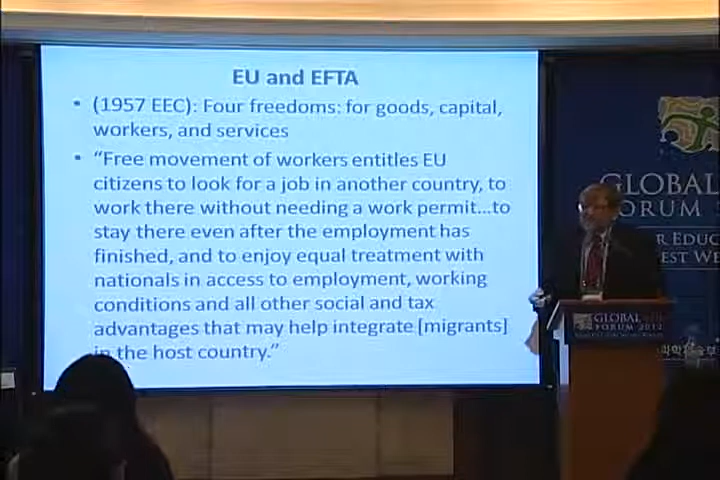 EU and EFTA
• (1957 EEC): Four freedoms: for goods, capital,
workers, and services
• “Free movement of workers entitles EU
citizens to look for a job in another country, to
work there without needing a work permit...to
stay there even after the employment has
finished, and to enjoy equal treatment with
nationals in access to employment, working
conditions and all other social and tax
advantages that may help integrate [migrants]
in the host country.”
GLOBAL
FORUM
R EDUC
EST WE
GLOBAL
FORUM 2012